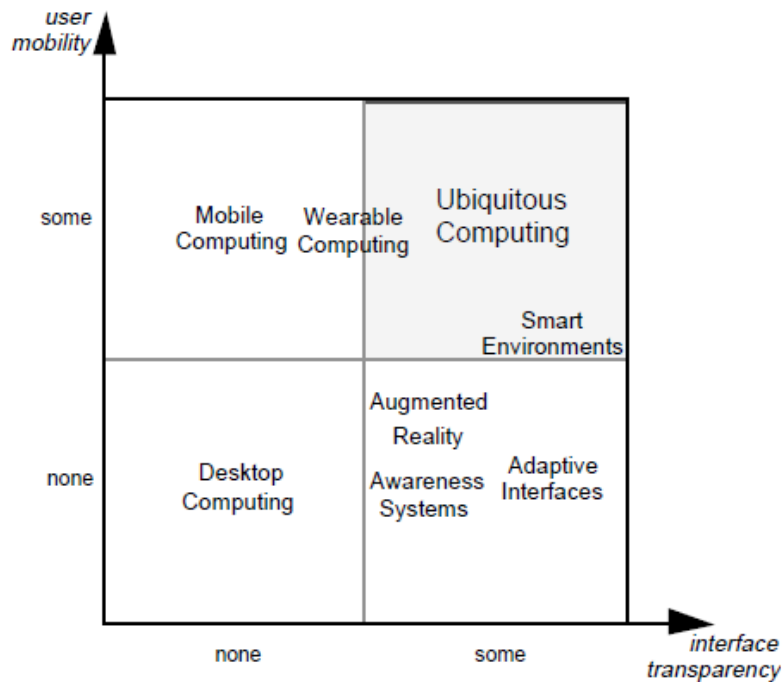 user
mobility
some
Mobile
Computing
Wearable
Computing
Ubiquitous
Computing
Smart
Environments
none
Desktop
Computing
Augmented
Reality
Awareness
Systems
Adaptive
Interfaces
none
some
interface
transparency